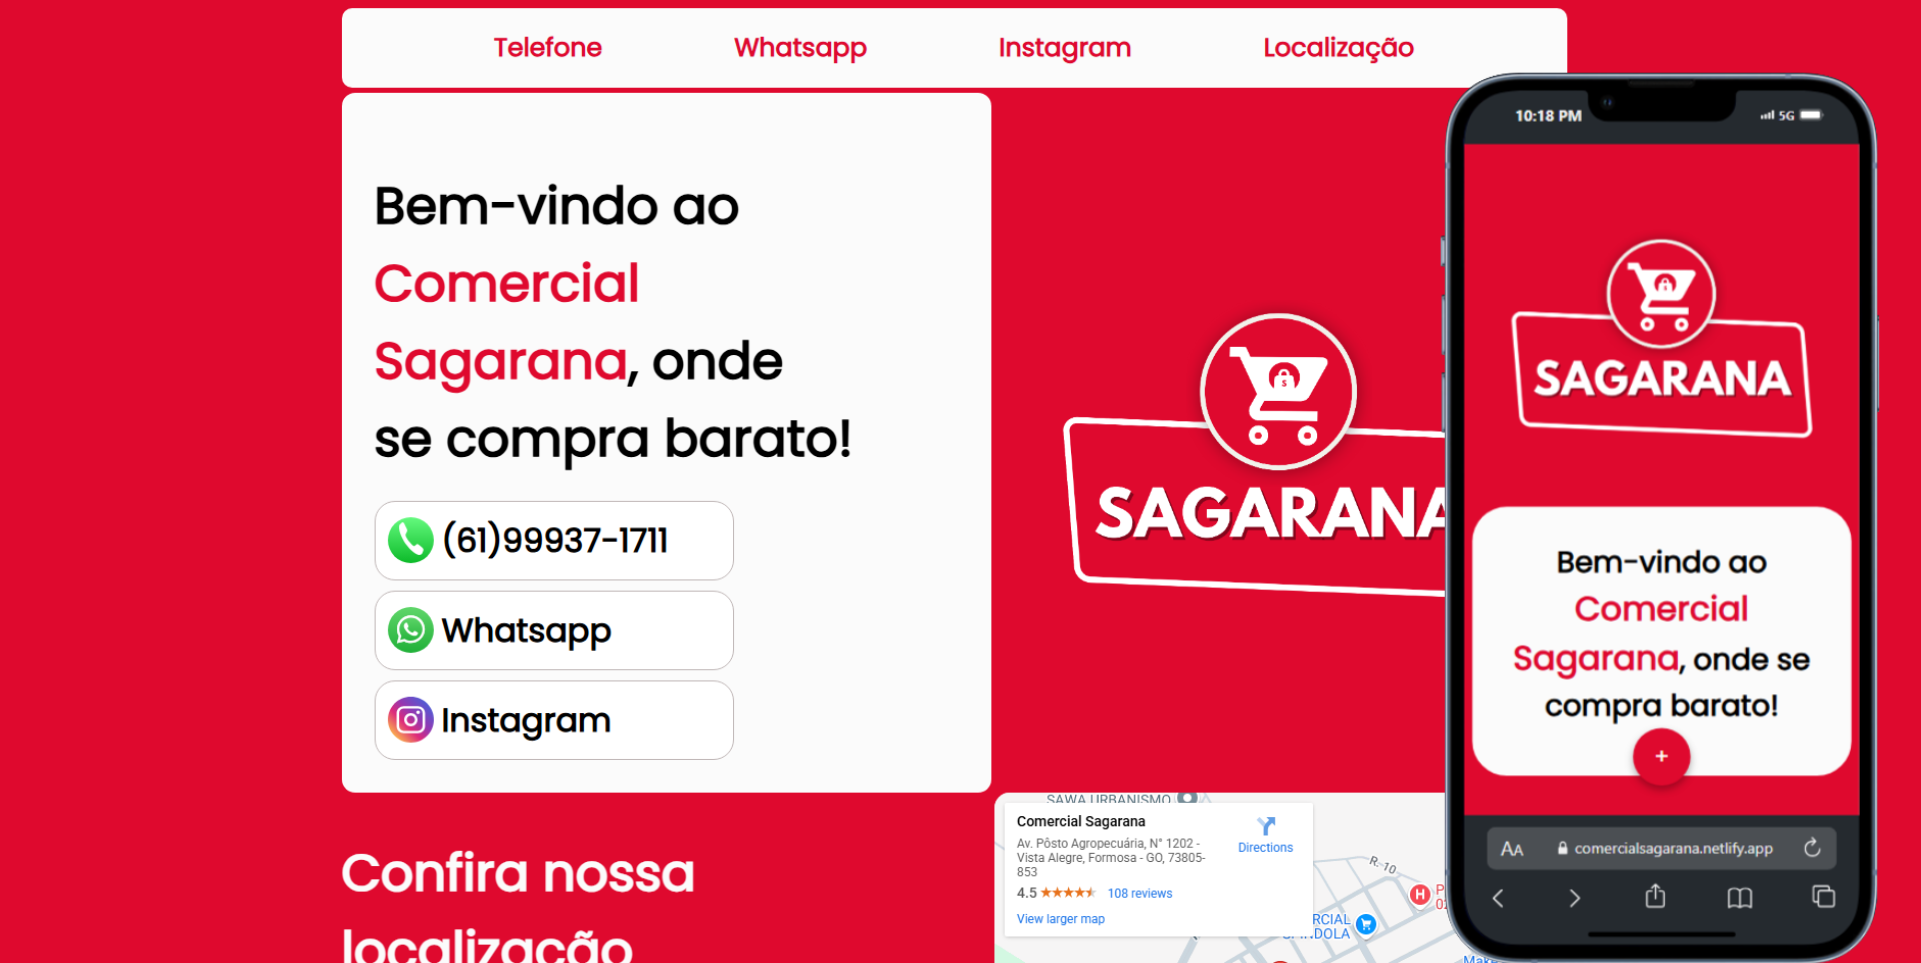 Telefone
Whatsapp
Instagram
Localização
Bem-vindo ao
Comercial
Sagarana, onde
se compra barato!
(61)99937-1711
Whatsapp
Instagram
SAGARANA
Confira nossa
localização
SAWA URBANISMO
Comercial Sagarana
Av. Pôsto Agropecuária, N° 1202 -
Vista Alegre, Formosa - GO, 73805-
853
4.5
108 reviews
View larger map
Directions
R. 10
10:18 PM
5G
SAGARANA
Bem-vindo ao
Comercial
Sagarana, onde se
compra barato!
+
AA
comercialsagarana.netlify.app